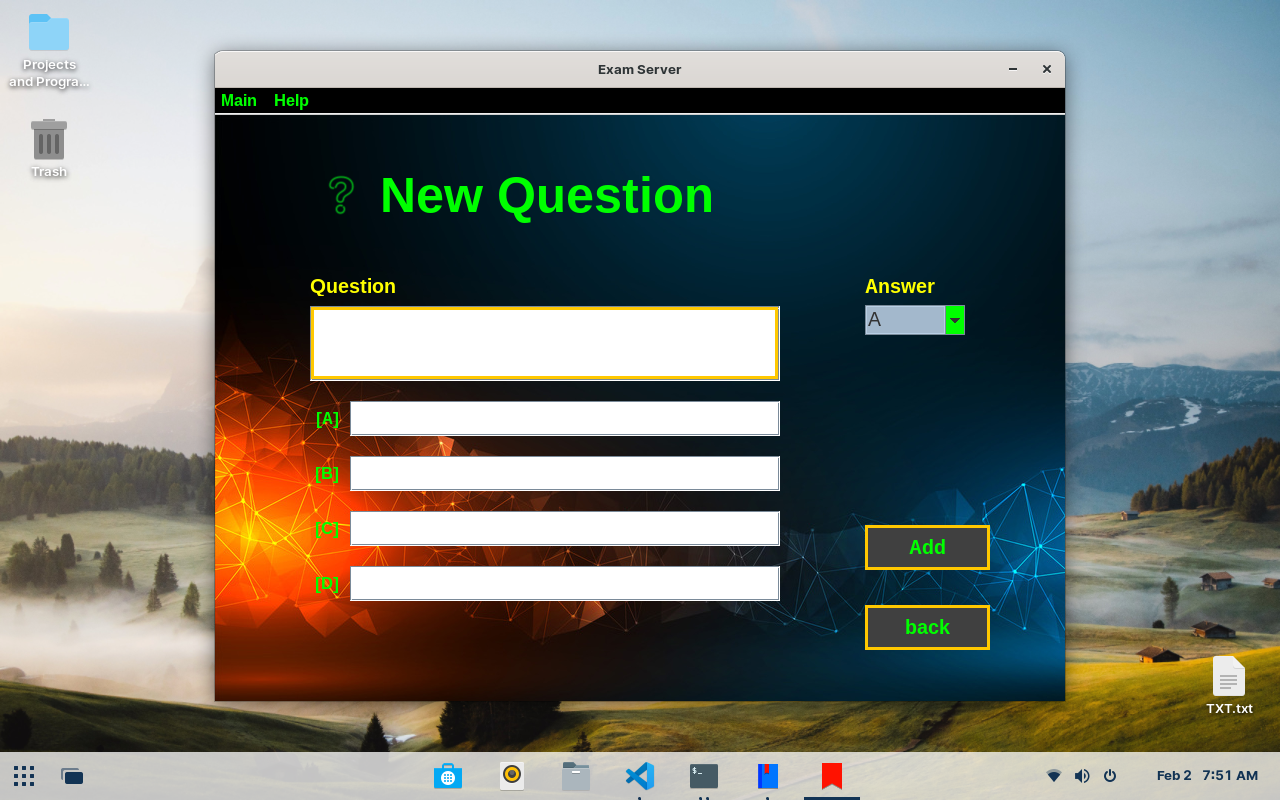 Projects
and Progra...
Trash
Exam Server
Main Help
New Question
Question
Answer
A
[A]
[B]
[C]
[D]
Add
back
TXT.txt
Feb 2 7:51 AM